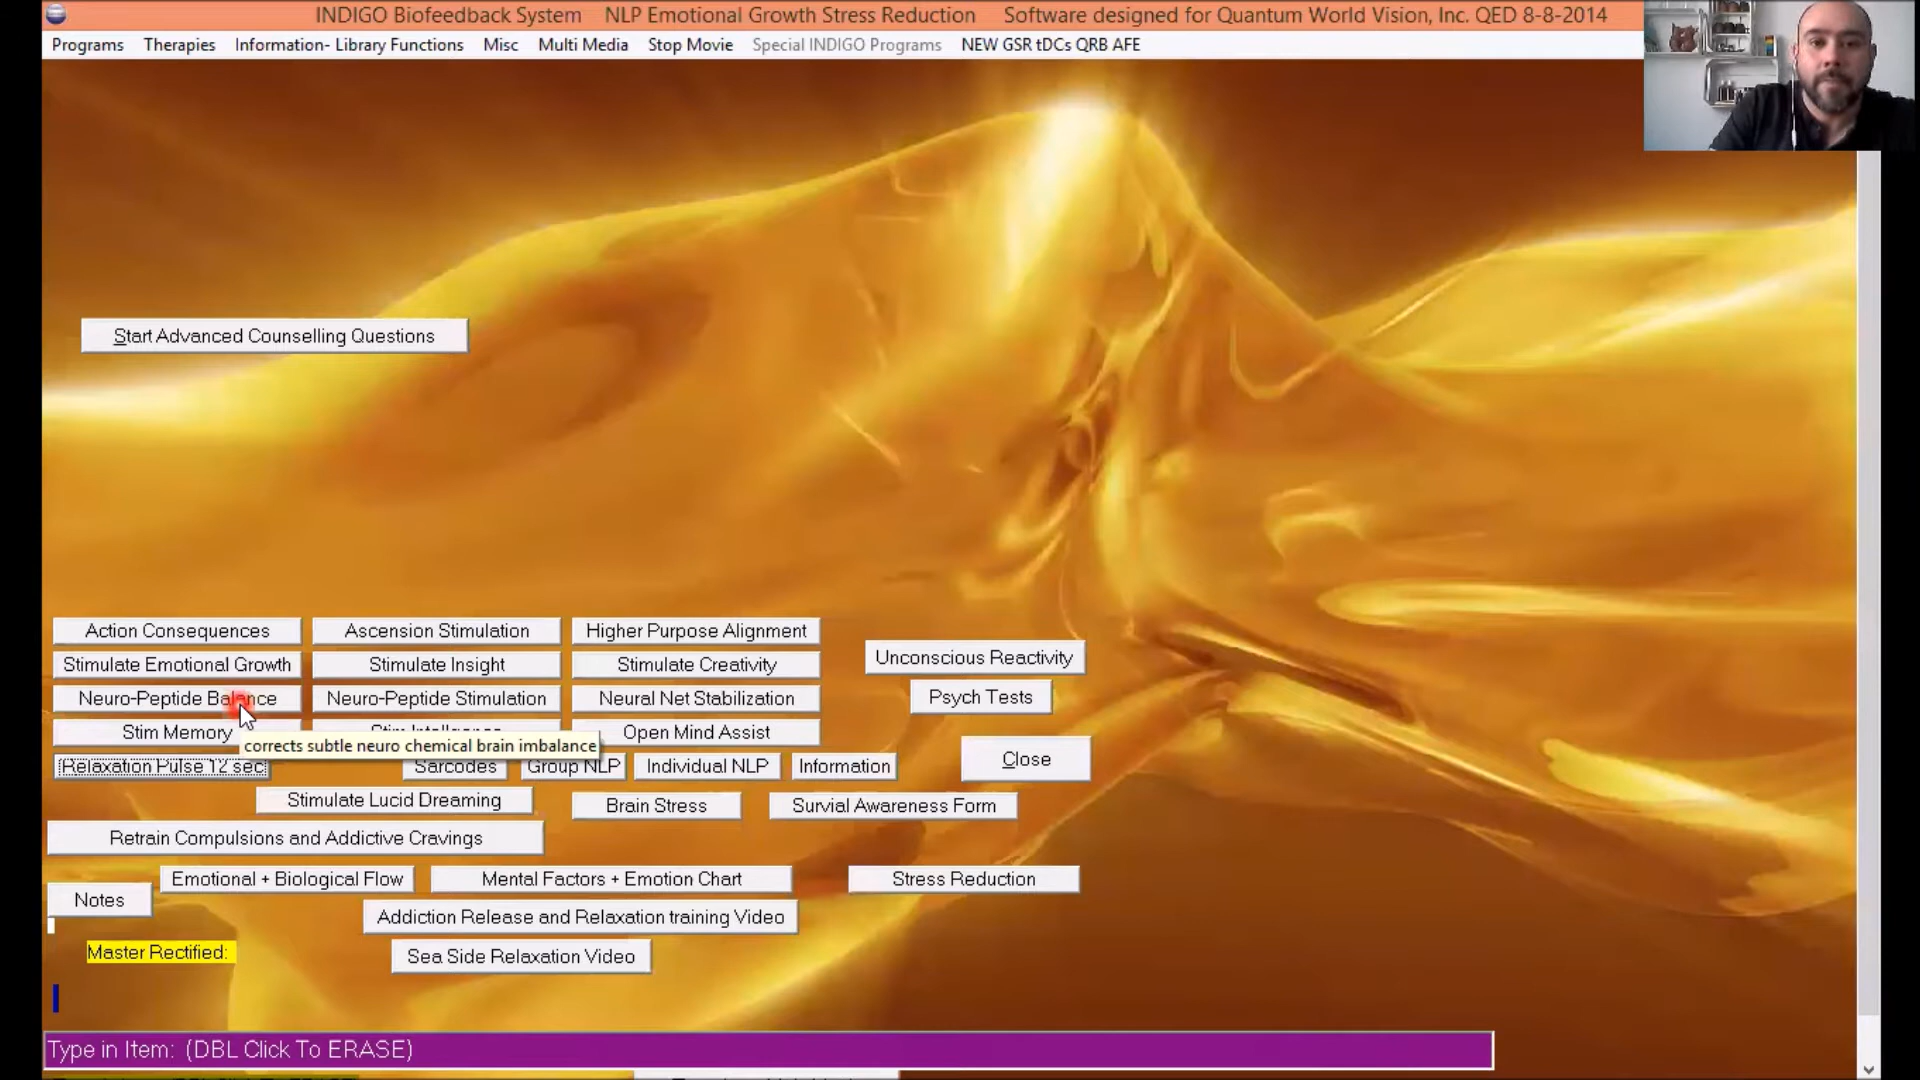 INDIGO Biofeedback System NLP Emotional Growth Stress Reduction Software designed for Quantum World Vision, Inc. QED 8-8-2014
Programs Therapies Information- Library Functions Misc Multi Media Stop Movie Special INDIGO Programs NEW GSR tDCs QRB AFE
Start Advanced Counselling Questions
Action Consequences Ascension Stimulation Higher Purpose Alignment
Unconscious Reactivity
Stimulate Emotional Growth Stimulate Insight Stimulate Creativity
Neuro-Peptide Balance Neuro-Peptide Stimulation Neural Net Stabilization Psych Tests
Stim Memory Open Mind Assist
corrects subtle neuro chemical brain imbalance
Close
Relaxation Pulse 12 sec Sarcodes Group NLP Individual NLP Information
Stimulate Lucid Dreaming Brain Stress Survial Awareness Form
Retrain Compulsions and Addictive Cravings
Emotional + Biological Flow Mental Factors + Emotion Chart Stress Reduction
Notes
Addiction Release and Relaxation training Video
Master Rectified:
Sea Side Relaxation Video
Type in Item: (DBL Click To ERASE)